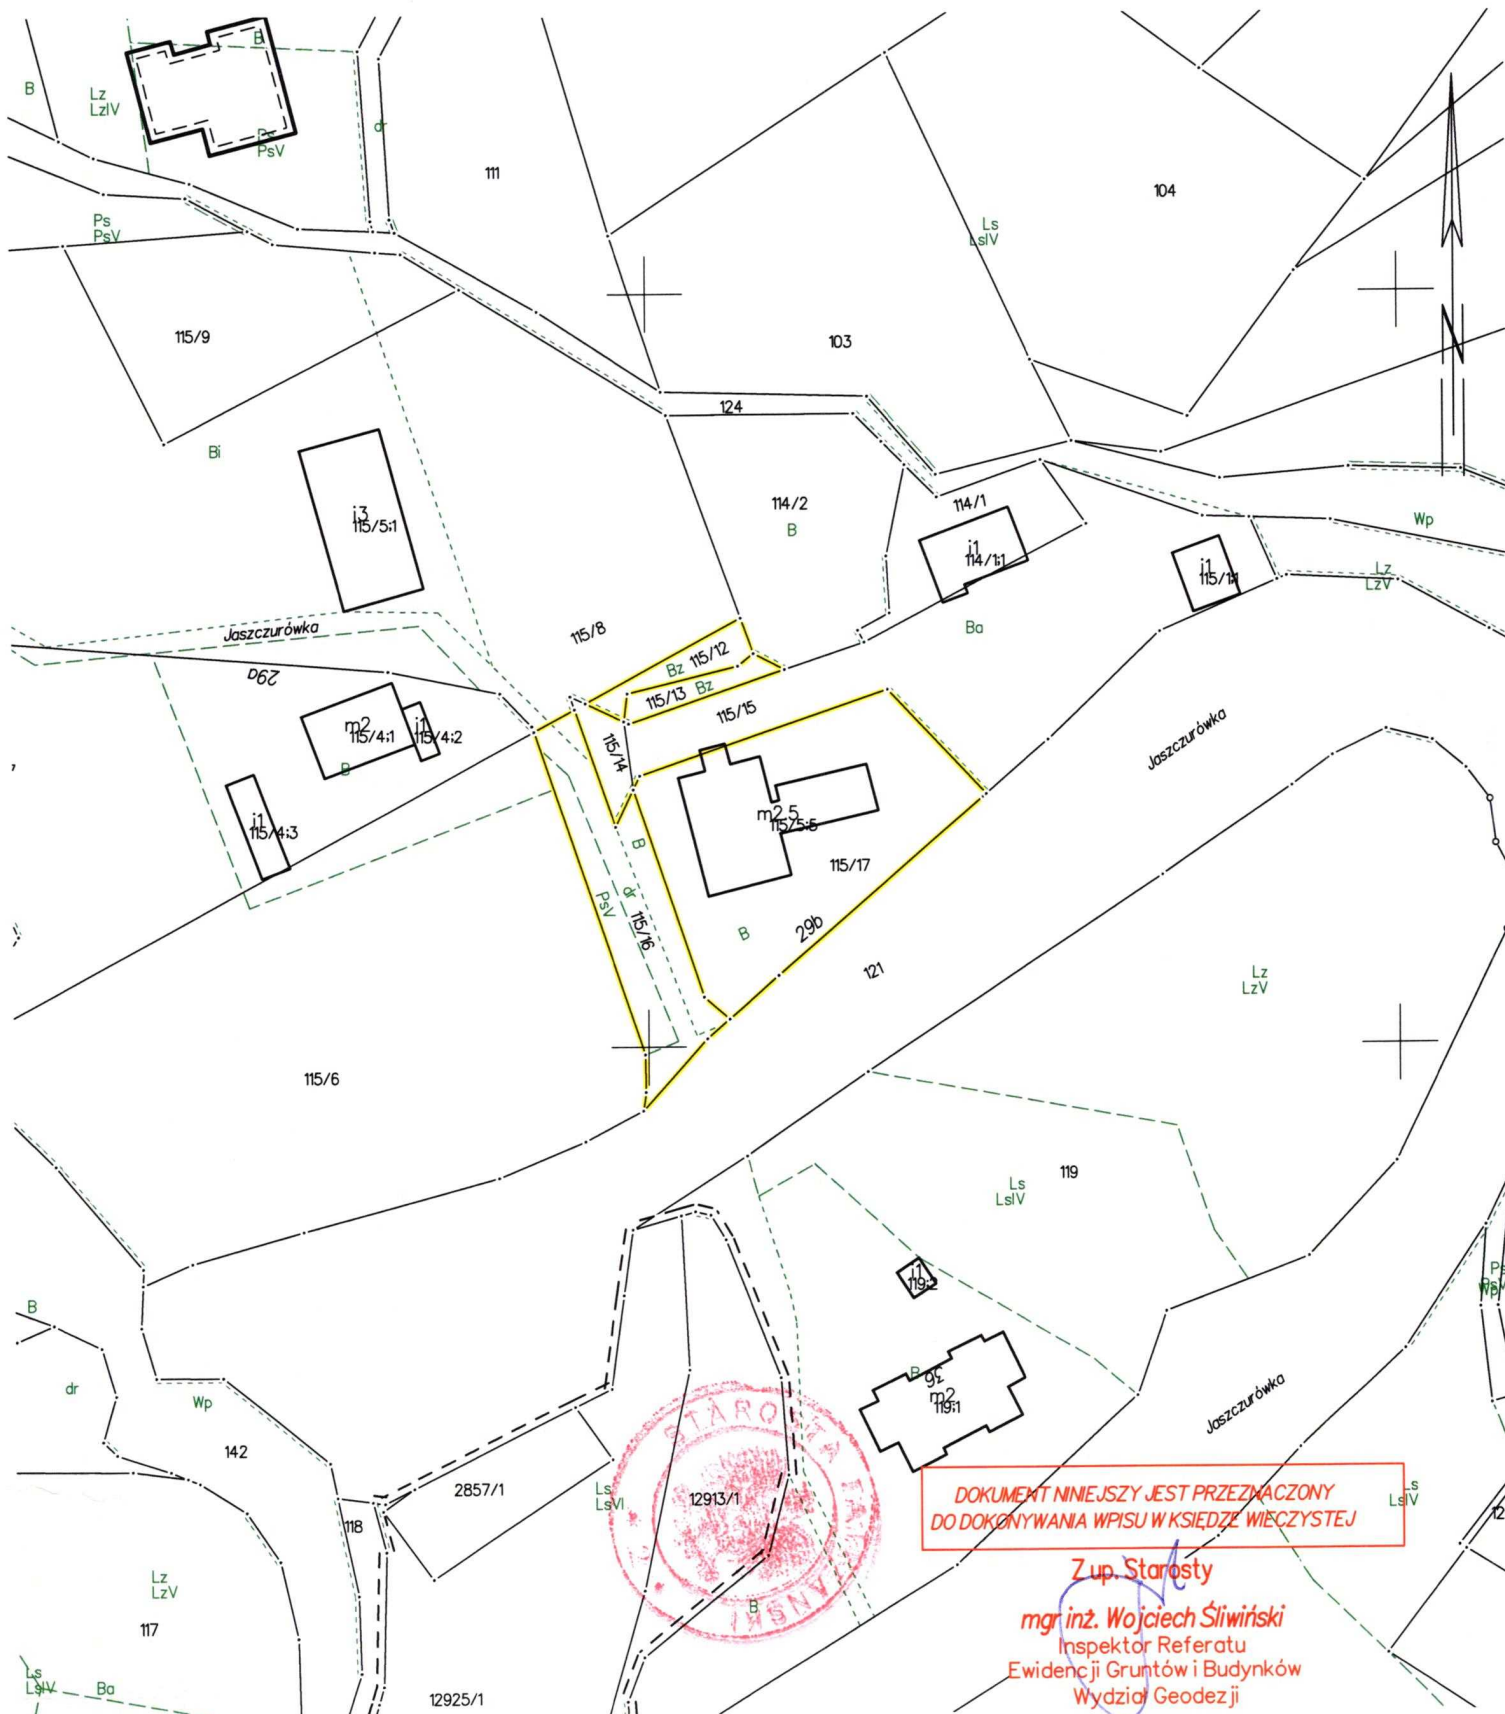 B
B
Lz
LzIV
Ps
PsV
dr
111
104
Ps
PsV
Ls
LsIV
115/9
103
124
Bi
N
j3
115/5;1
114/2
B
114/1
j1
114/1;1
j1
115/1;1
Wp
Lz
LzV
Jaszczurówka
115/8
Ba
29a
Bz
115/12
115/13
Bz
115/15
m2
115/4;1
j1
115/4;2
B
115/14
Jaszczurówka
j1
115/4;3
m2.5
115/5;5
115/17
B
dr
PsV
115/16
B
29b
121
Lz
LzV
115/6
Ls
LsIV
119
j1
119;2
B
36
m2
119;1
B
dr
Wp
142
Jaszczurówka
2857/1
Ls
LsVI
12913/1
118
STAROSTA TATRZAŃSKI
Ls
LsIV
DOKUMENT NINIEJSZY JEST PRZEZNACZONY
DO DOKONYWANIA WPISU W KSIĘDZE WIECZYSTEJ
Z up. Starosty
mgr inż. Wojciech Śliwiński
Inspektor Referatu
Ewidencji Gruntów i Budynków
Wydział Geodezji
Lz
LzV
117
B
Ls
LsIV
Ba
12925/1